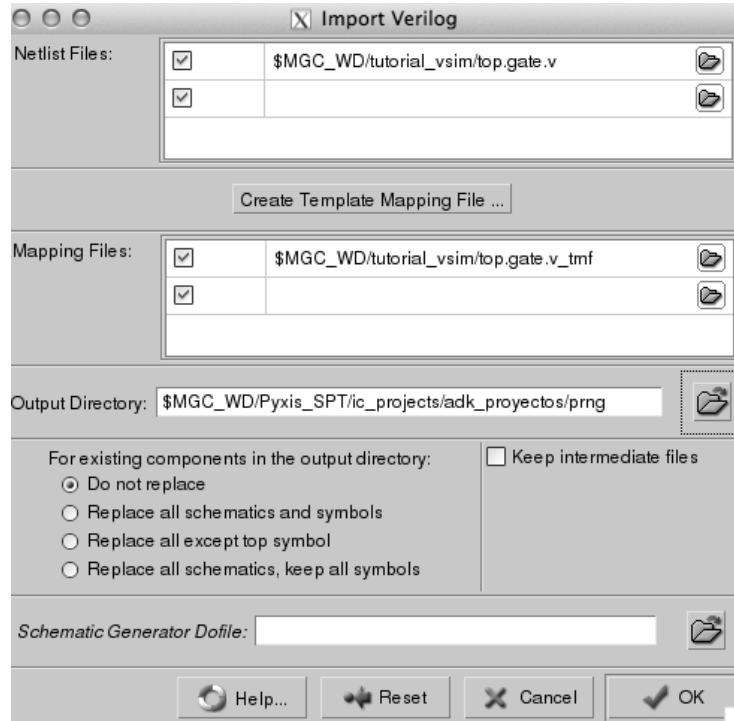 Import Verilog
Netlist Files:
$MGC_WD/tutorial_vsim/top.gate.v
Create Template Mapping File ...
Mapping Files:
$MGC_WD/tutorial_vsim/top.gate.v_tmf
Output Directory: $MGC_WD/Pyxis_SPT/ic_projects/adk_proyectos/prng
For existing components in the output directory:
Keep intermediate files
Do not replace
Replace all schematics and symbols
Replace all except top symbol
Replace all schematics, keep all symbols
Schematic Generator Dofile:
Help... Reset Cancel OK